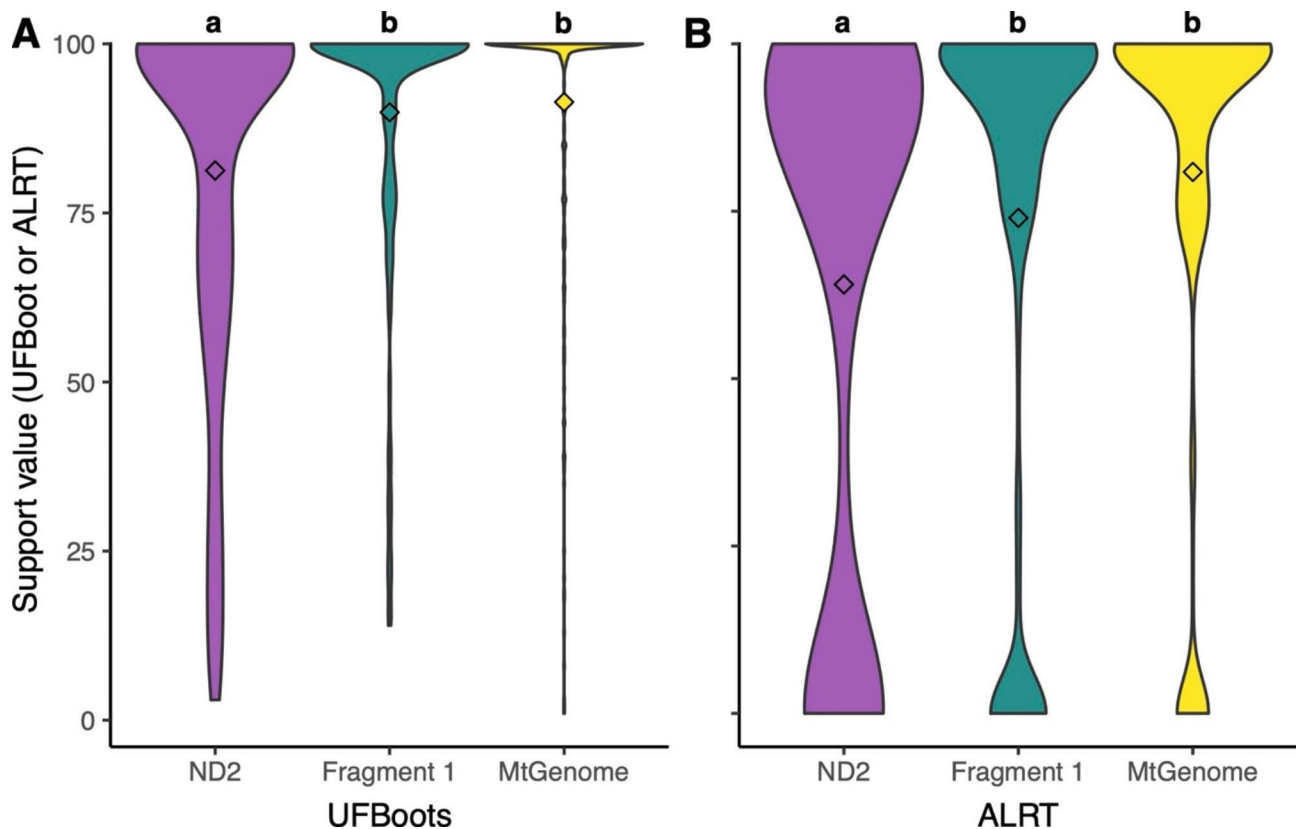 A
a b b
B
a b b
Support value (UFBoot or ALRT)
100
75
50
25
0
ND2 Fragment 1 MtGenome
UFBoots
ND2 Fragment 1 MtGenome
ALRT